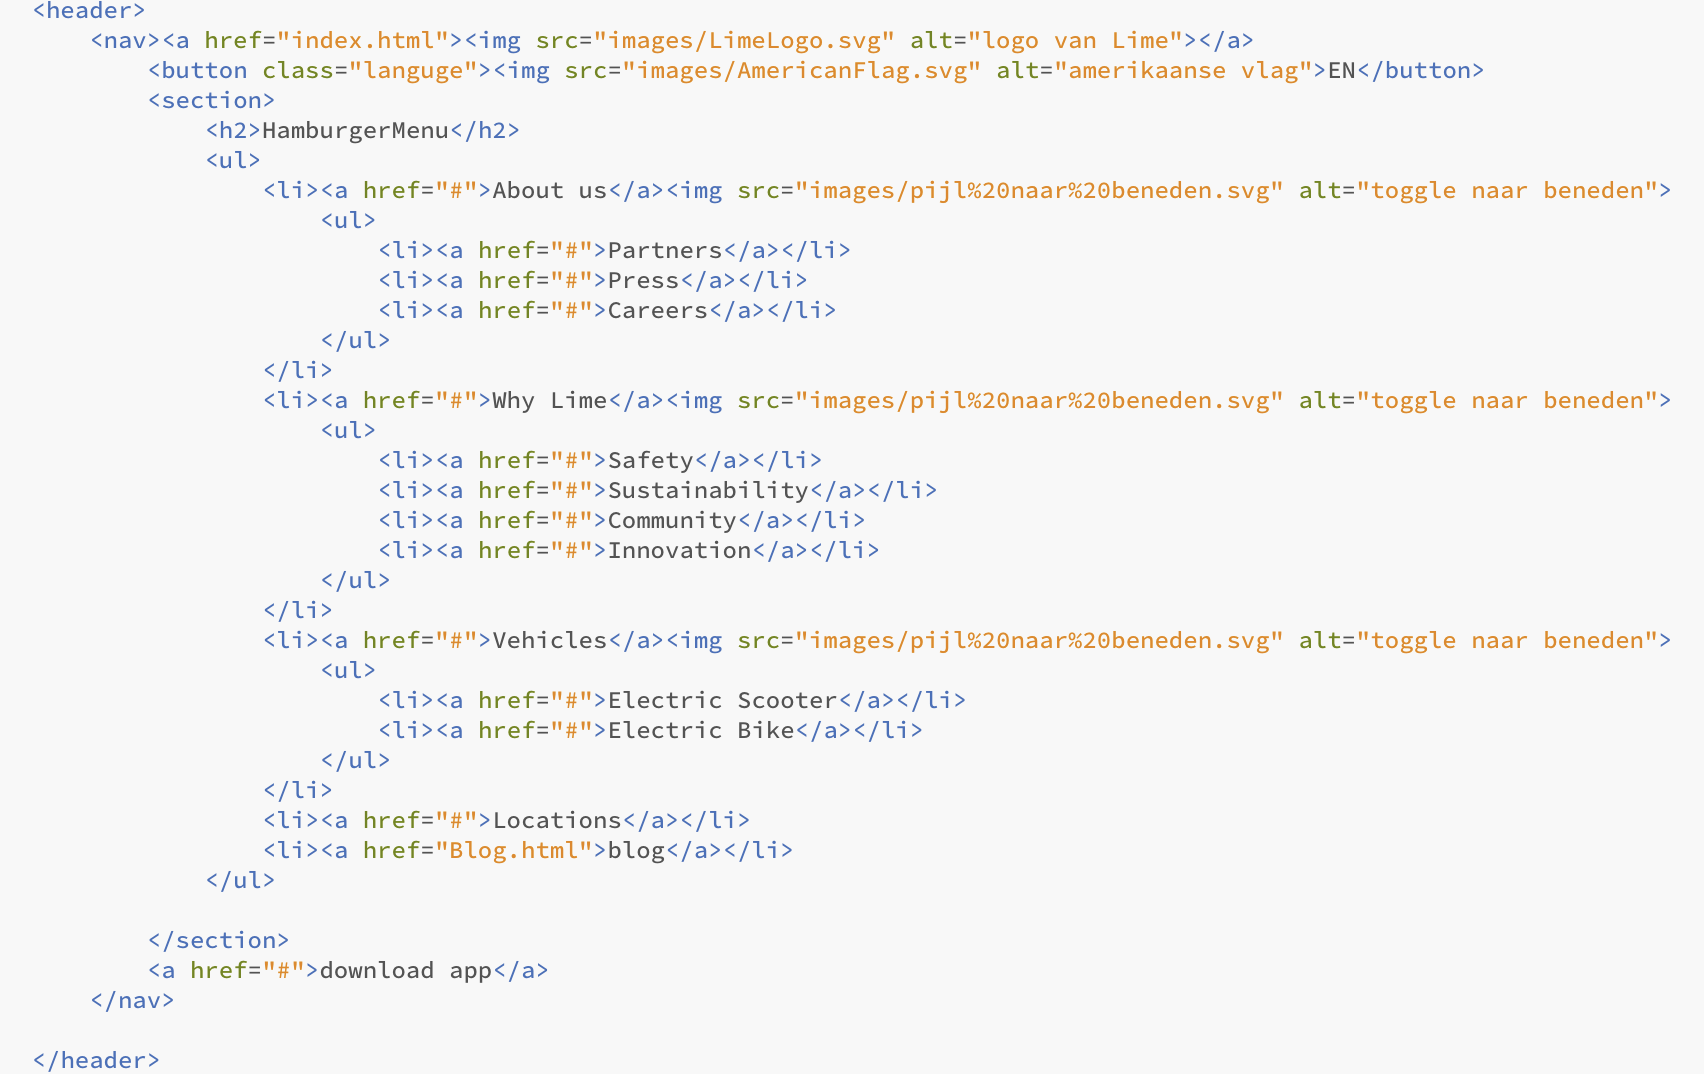 <header>
<nav><a href="index.html"><img src="images/LimeLogo.svg" alt="logo van Lime"></a>
<button class="languge"><img src="images/AmericanFlag.svg" alt="amerikaanse vlag">EN</button>
<section>
<h2>HamburgerMenu</h2>
<ul>
<li><a href="#">About us</a><img src="images/pijl%20naar%20beneden.svg" alt="toggle naar beneden">
<ul>
<li><a href="#">Partners</a></li>
<li><a href="#">Press</a></li>
<li><a href="#">Careers</a></li>
</ul>
</li>
<li><a href="#">Why Lime</a><img src="images/pijl%20naar%20beneden.svg" alt="toggle naar beneden">
<ul>
<li><a href="#">Safety</a></li>
<li><a href="#">Sustainability</a></li>
<li><a href="#">Community</a></li>
<li><a href="#">Innovation</a></li>
</ul>
</li>
<li><a href="#">Vehicles</a><img src="images/pijl%20naar%20beneden.svg" alt="toggle naar beneden">
<ul>
<li><a href="#">Electric Scooter</a></li>
<li><a href="#">Electric Bike</a></li>
</ul>
</li>
<li><a href="#">Locations</a></li>
<li><a href="Blog.html">blog</a></li>
</ul>
</section>
<a href="#">download app</a>
</nav>
</header>